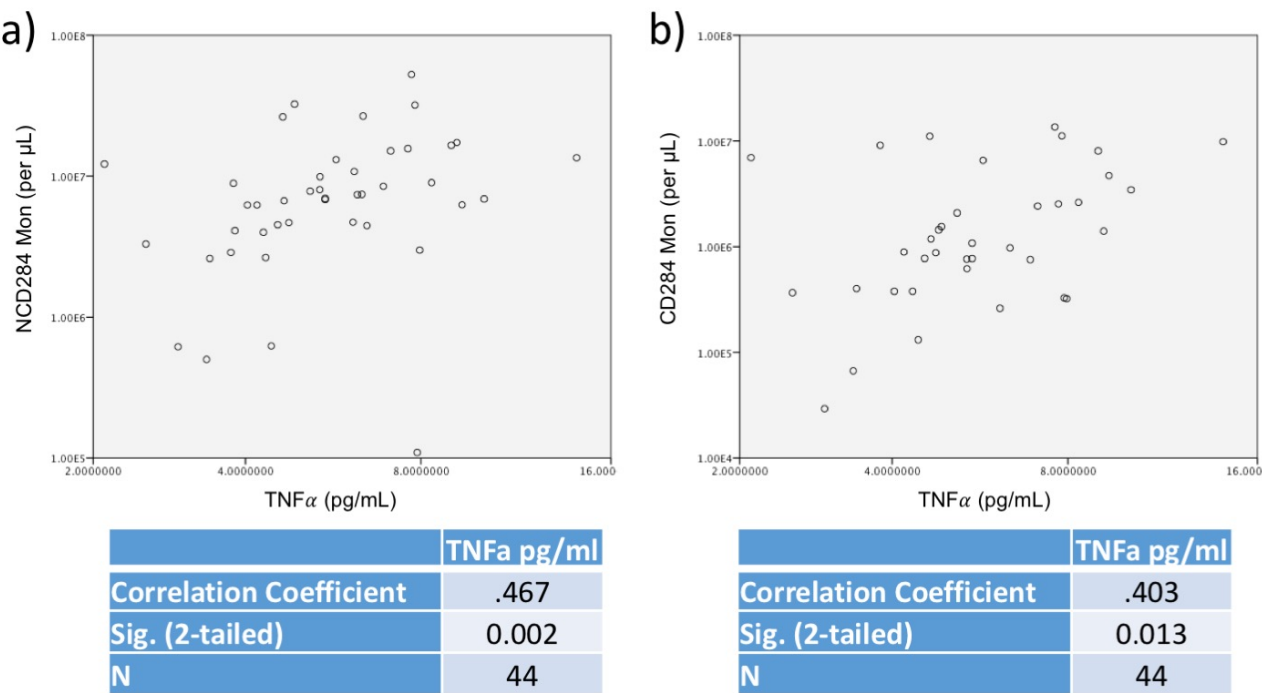 a)
1.00E8
1.00E7
1.00E6
1.00E5
NCD284 Mon (per μL)
2.0000000 4.0000000 8.0000000 16.000
TNFα (pg/mL)
TNFa pg/ml
Correlation Coefficient .467
Sig. (2-tailed) 0.002
N 44
b)
1.00E8
1.00E7
1.00E6
1.00E5
1.00E4
CD284 Mon (per μL)
2.0000000 4.0000000 8.0000000 16.000
TNFα (pg/mL)
TNFa pg/ml
Correlation Coefficient .403
Sig. (2-tailed) 0.013
N 44